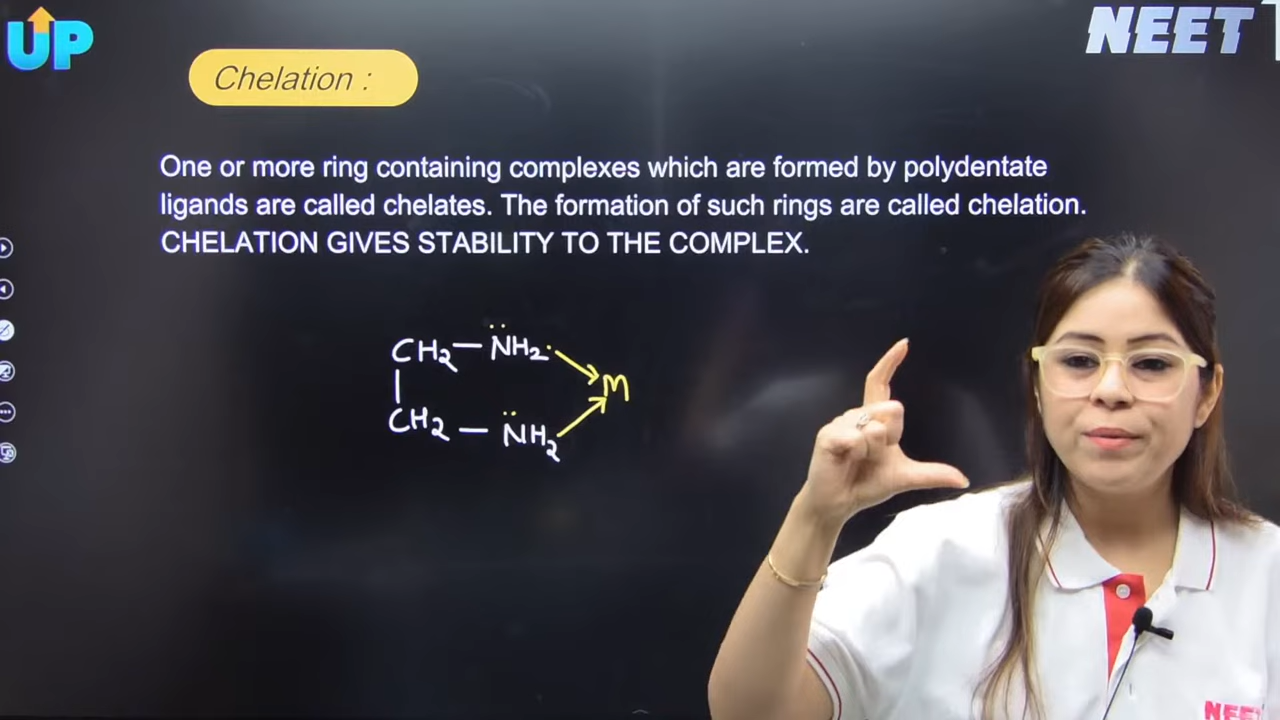 UP
NEET
Chelation :
One or more ring containing complexes which are formed by polydentate
ligands are called chelates. The formation of such rings are called chelation.
CHELATION GIVES STABILITY TO THE COMPLEX.
CH2 — NH2
M
CH2 — NH2
NEET